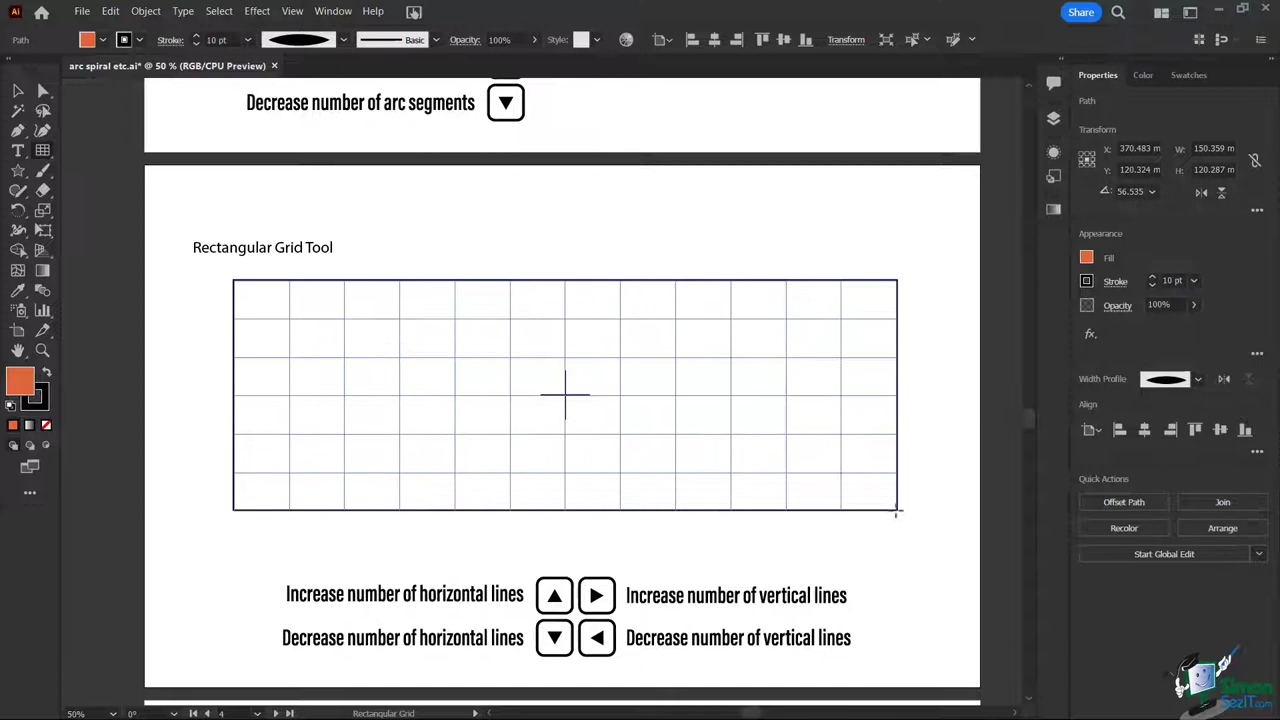 Ai File Edit Object Type Select Effect View Window Help Share
Path Stroke: 10 pt Basic Opacity: 100% Style: Transform
arc spiral etc.ai* @ 50 % (RGB/CPU Preview) ×
Decrease number of arc segments
Rectangular Grid Tool
Increase number of horizontal lines
Increase number of vertical lines
Decrease number of horizontal lines
Decrease number of vertical lines
Properties Color Swatches
Path
Transform
X: 370.483 m W: 150.359 m
Y: 120.324 m H: 120.287 m
56.535
Appearance
Fill
Stroke 10 pt
Opacity 100%
fx.
Width Profile
Align
Quick Actions
Offset Path Join
Recolor Arrange
Start Global Edit
50% 0° 4 Rectangular Grid
Simon
SezIT.com